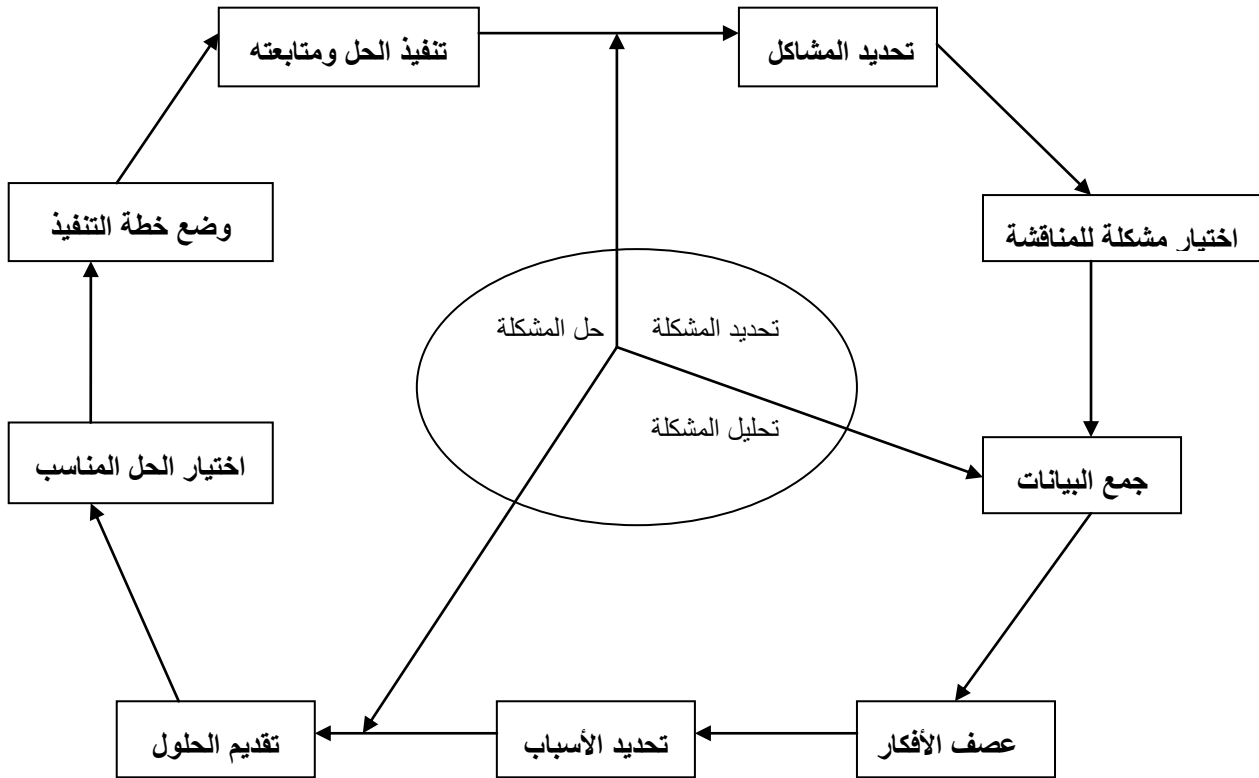 تنفيذ الحل ومتابعته
تحديد المشاكل
وضع خطة التنفيذ
اختيار مشكلة للمناقشة
حل المشكلة
تحديد المشكلة
تحليل المشكلة
اختيار الحل المناسب
جمع البيانات
تقديم الحلول
تحديد الأسباب
عصف الأفكار